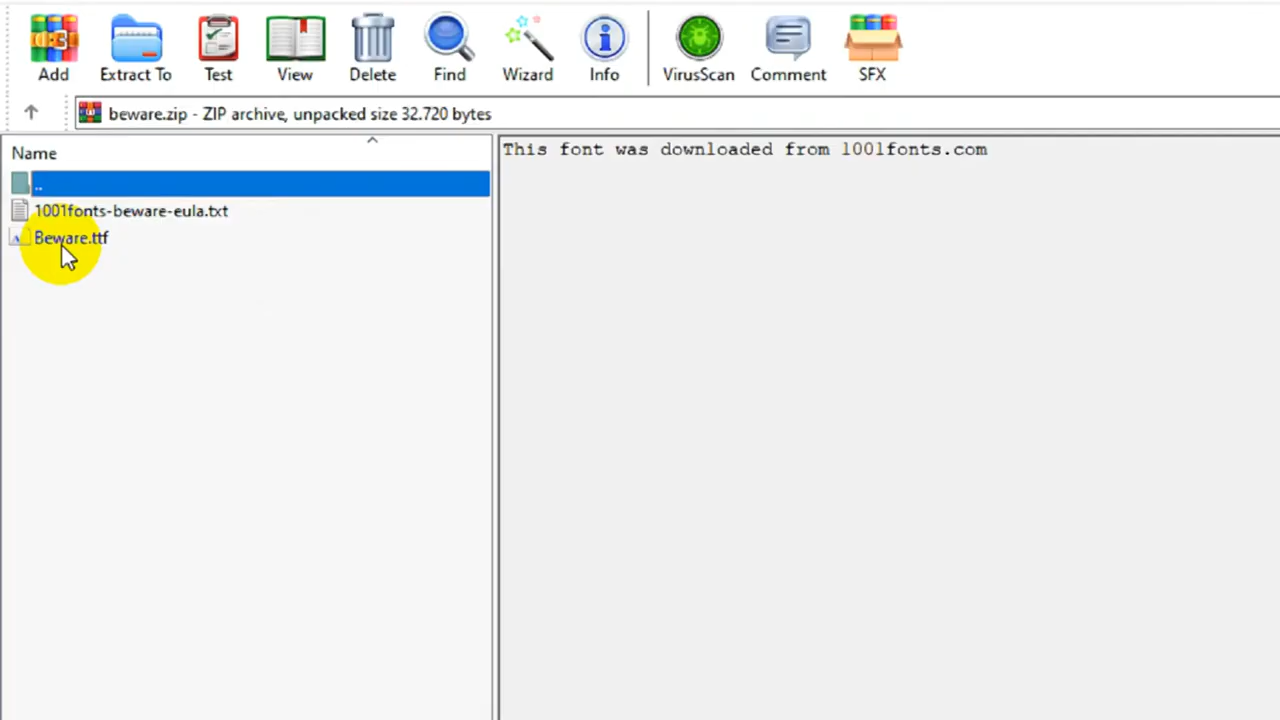 Add Extract To Test View Delete Find Wizard Info VirusScan Comment SFX
beware.zip - ZIP archive, unpacked size 32.720 bytes
Name
This font was downloaded from 1001fonts.com
..
1001fonts-beware-eula.txt
Beware.ttf